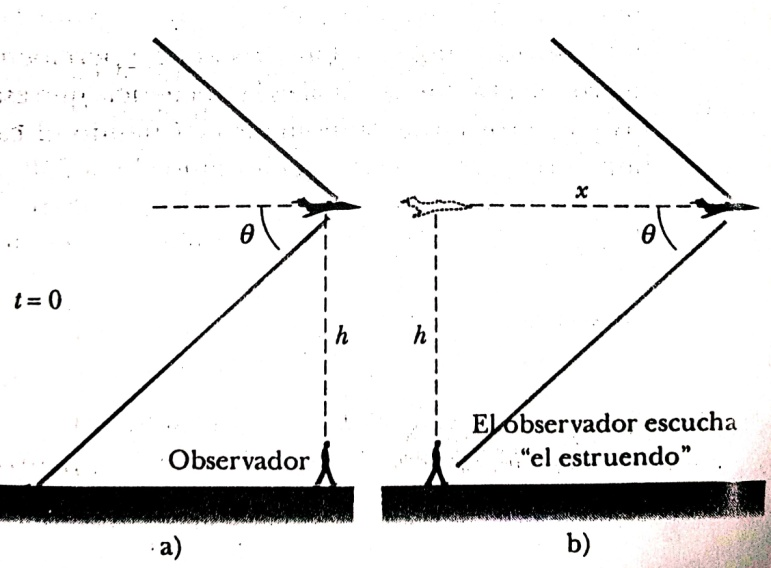 x
θ
θ
t = 0
h
h
Observador
El observador escucha
“el estruendo”
a)
b)